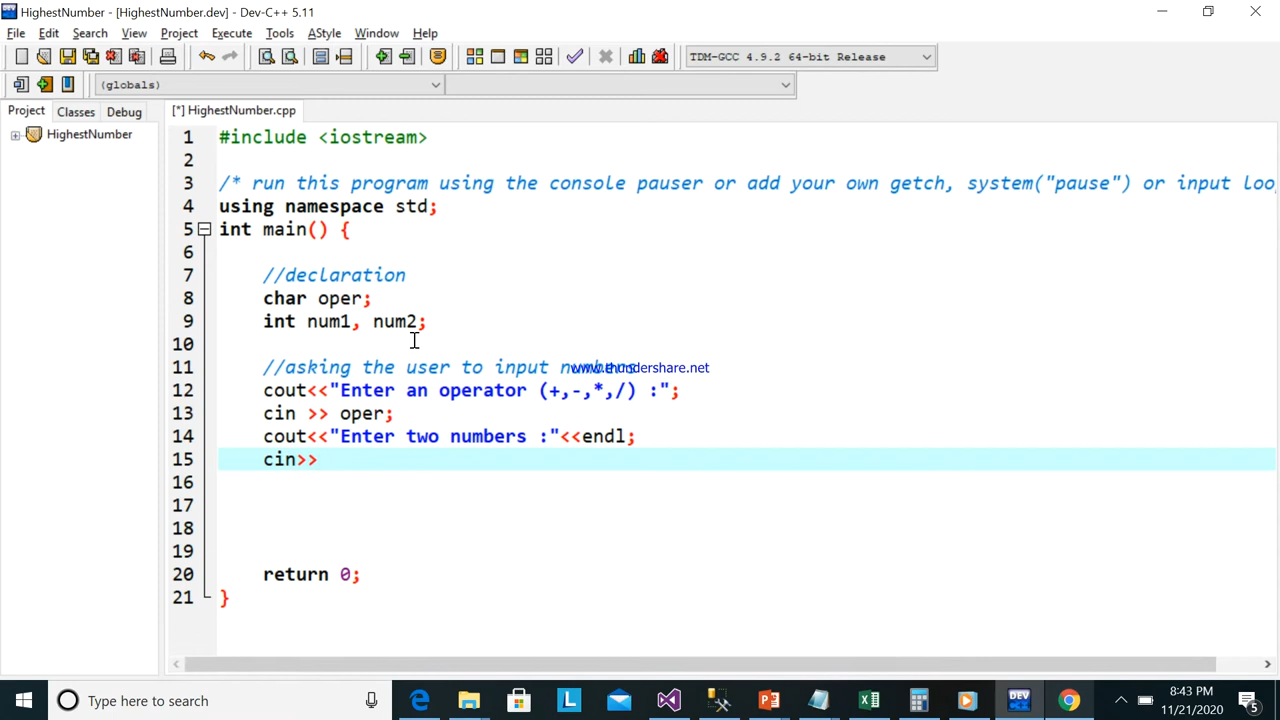 HighestNumber - [HighestNumber.dev] - Dev-C++ 5.11
File Edit Search View Project Execute Tools AStyle Window Help
TDM-GCC 4.9.2 64-bit Release
(globals)
Project Classes Debug
[*] HighestNumber.cpp
HighestNumber
1 #include <iostream>
2
3 /* run this program using the console pauser or add your own getch, system("pause") or input loo
4 using namespace std;
5 int main() {
6
7 //declaration
8 char oper;
9 int num1, num2;
10
11 //asking the user to input numbers
www.thundershare.net
12 cout<<"Enter an operator (+,-,*,/) :";
13 cin >> oper;
14 cout<<"Enter two numbers :"<<endl;
15 cin>>
16
17
18
19
20 return 0;
21 }
Type here to search
DEV
8:43 PM
11/21/2020
5